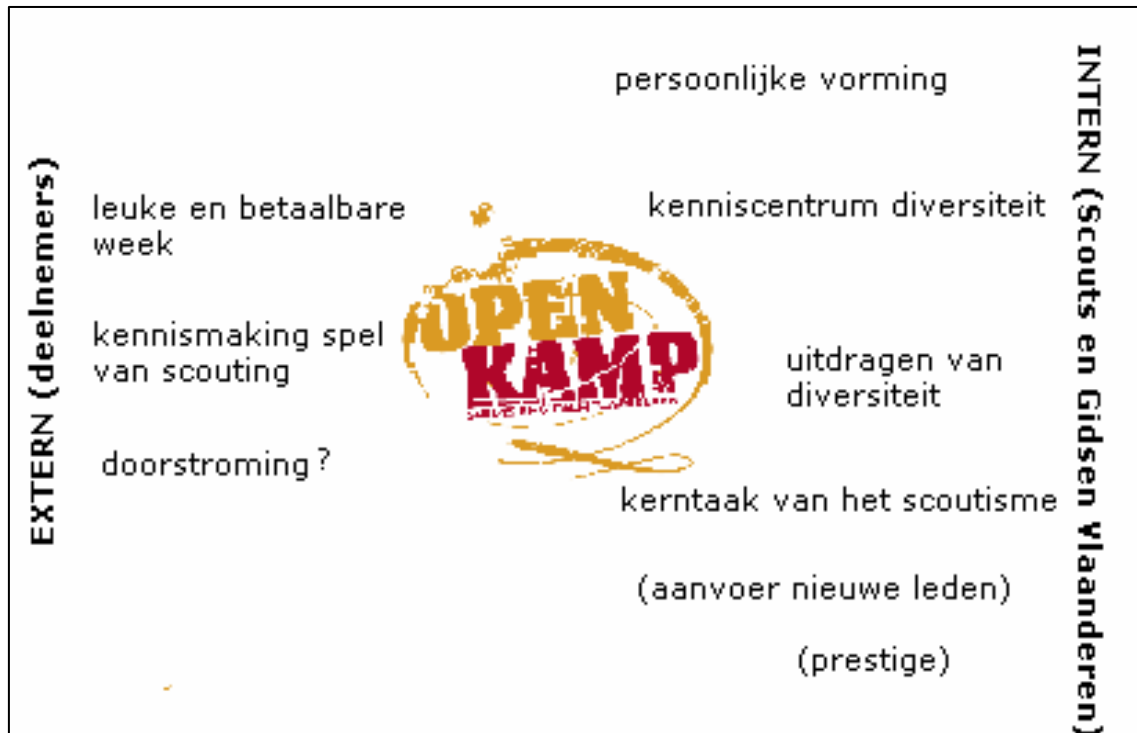 EXTERN (deelnemers)
leuke en betaalbare
week
kennismaking spel
van scouting
doorstroming?
OPEN
KAMP
persoonlijke vorming
kenniscentrum diversiteit
uitdragen van
diversiteit
kerntaak van het scoutisme
(aanvoer nieuwe leden)
(prestige)
INTERN (Scouts en Gidsen Vlaanderen)